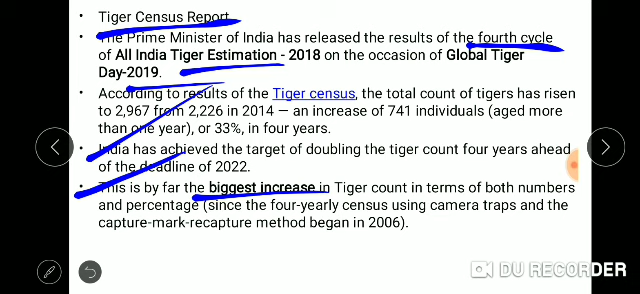 • Tiger Census Report
• The Prime Minister of India has released the results of the fourth cycle
of All India Tiger Estimation - 2018 on the occasion of Global Tiger
Day-2019.
• According to results of the Tiger census, the total count of tigers has risen
to 2,967 from 2,226 in 2014 — an increase of 741 individuals (aged more
than one year), or 33%, in four years.
• India has achieved the target of doubling the tiger count four years ahead
of the deadline of 2022.
• This is by far the biggest increase in Tiger count in terms of both numbers
and percentage (since the four-yearly census using camera traps and the
capture-mark-recapture method began in 2006).
DU RECORDER